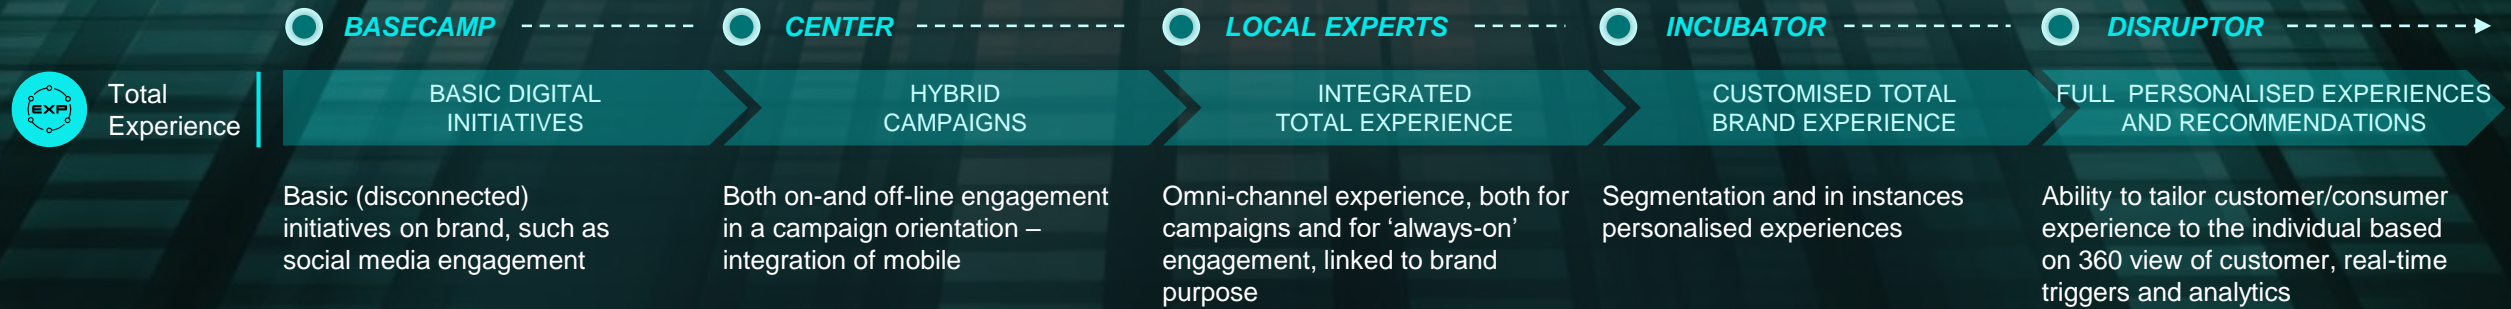 BASECAMP
CENTER
LOCAL EXPERTS
INCUBATOR
DISRUPTOR
EXP
Total
Experience
BASIC DIGITAL
INITIATIVES
HYBRID
CAMPAIGNS
INTEGRATED
TOTAL EXPERIENCE
CUSTOMISED TOTAL
BRAND EXPERIENCE
FULL  PERSONALISED EXPERIENCES
AND RECOMMENDATIONS
Basic (disconnected)
initiatives on brand, such as
social media engagement
Both on-and off-line engagement
in a campaign orientation –
integration of mobile
Omni-channel experience, both for
campaigns and for ‘always-on’
engagement, linked to brand
purpose
Segmentation and in instances
personalised experiences
Ability to tailor customer/consumer
experience to the individual based
on 360 view of customer, real-time
triggers and analytics